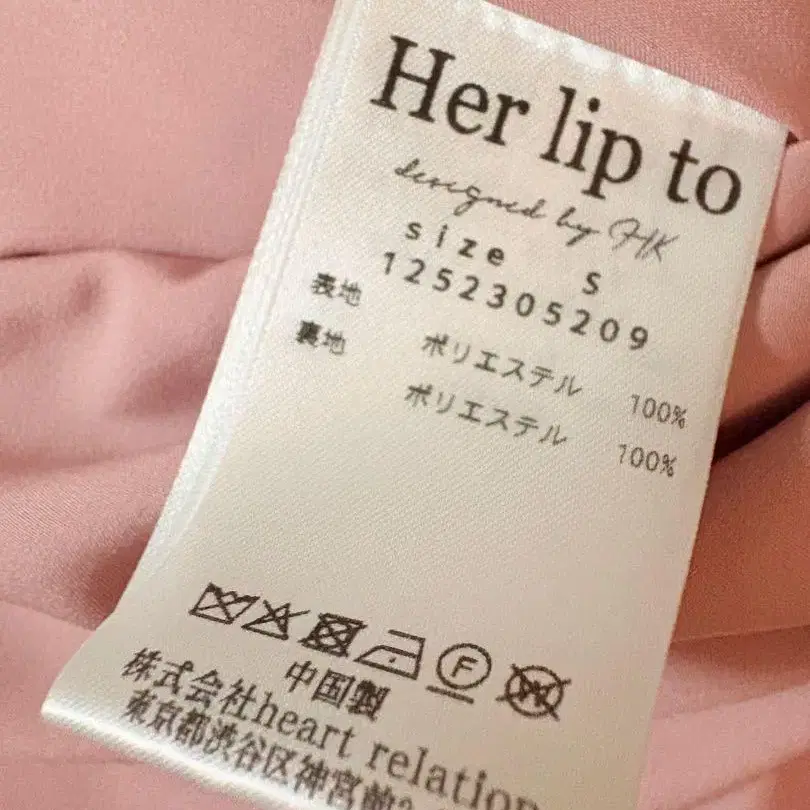 Her lip to
designed by HK
size S
1252305209
表地 ポリエステル 100%
裏地 ポリエステル 100%
F
W
中国製
株式会社heart relation
東京都渋谷区神宮前